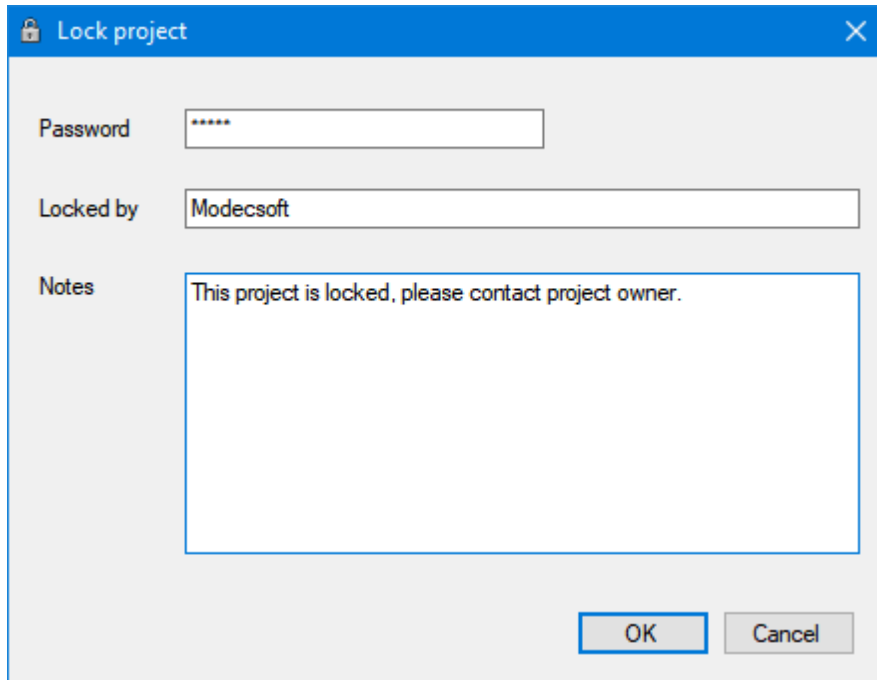 Lock project
Password
*****
Locked by
Modecsoft
Notes
This project is locked, please contact project owner.
OK
Cancel